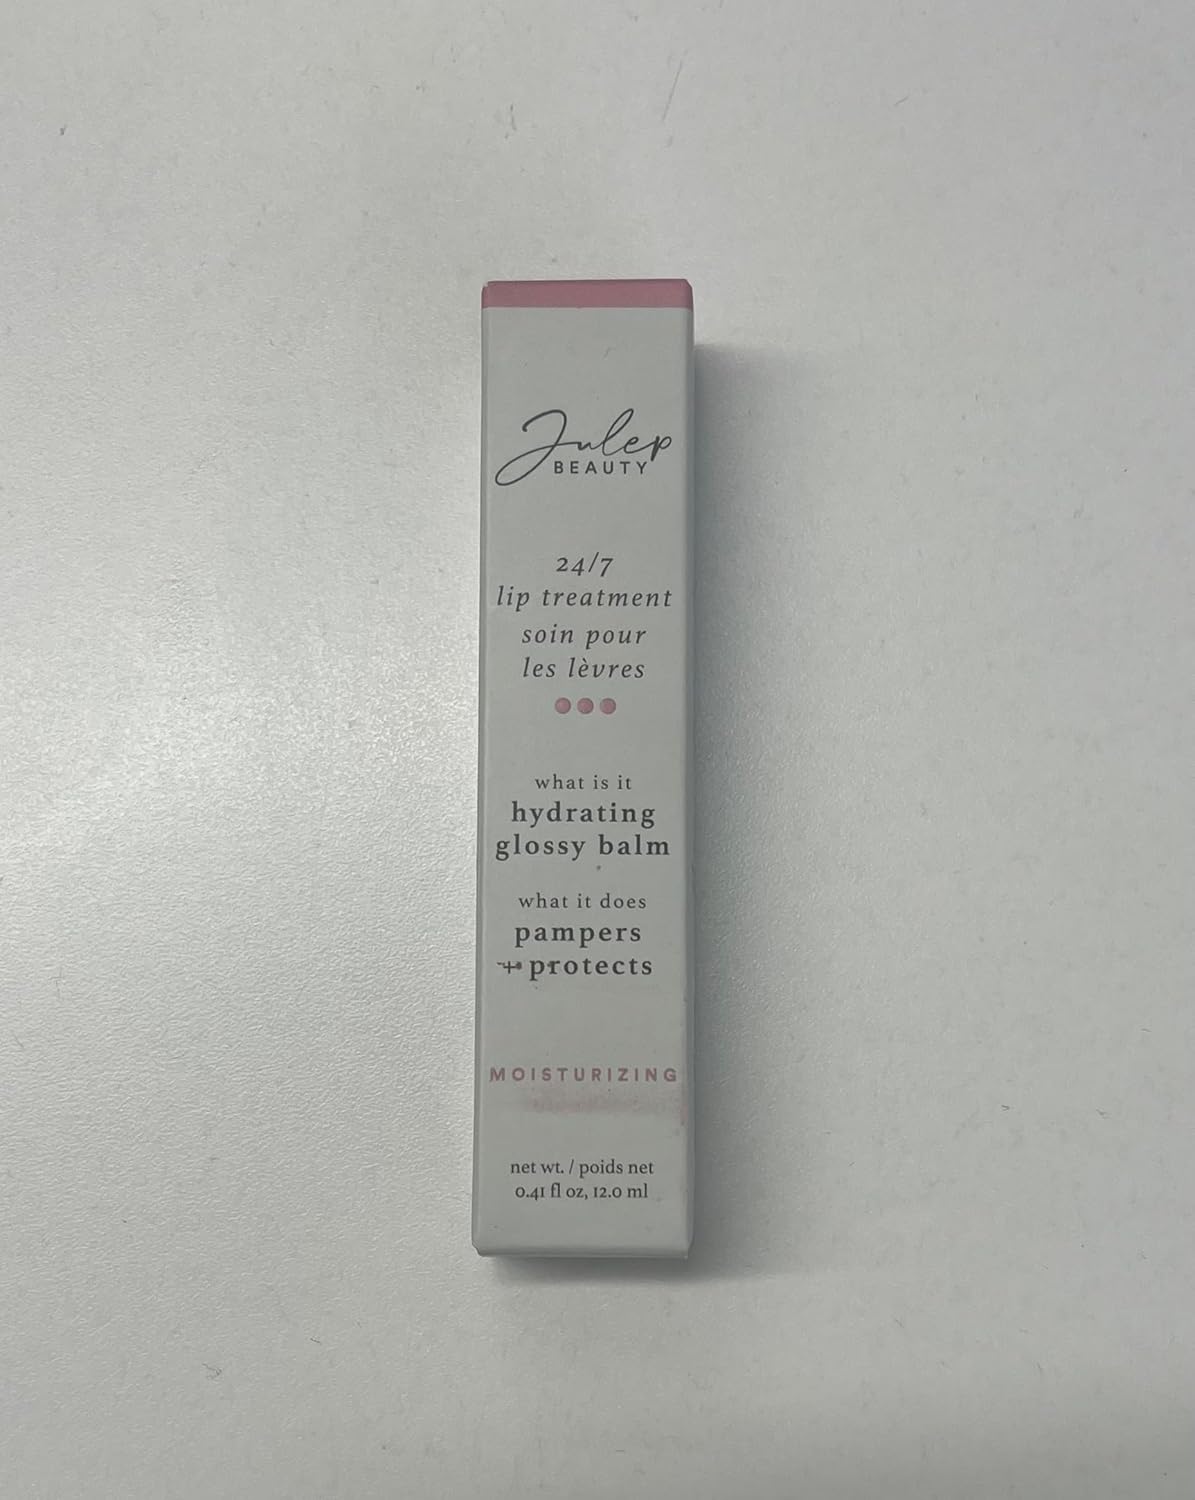 Julep
BEAUTY
24/7
lip treatment
soin pour
les lèvres
what is it
hydrating
glossy balm
what it does
pampers
+ protects
MOISTURIZING
net wt. / poids net
0.41 fl oz, 12.0 ml